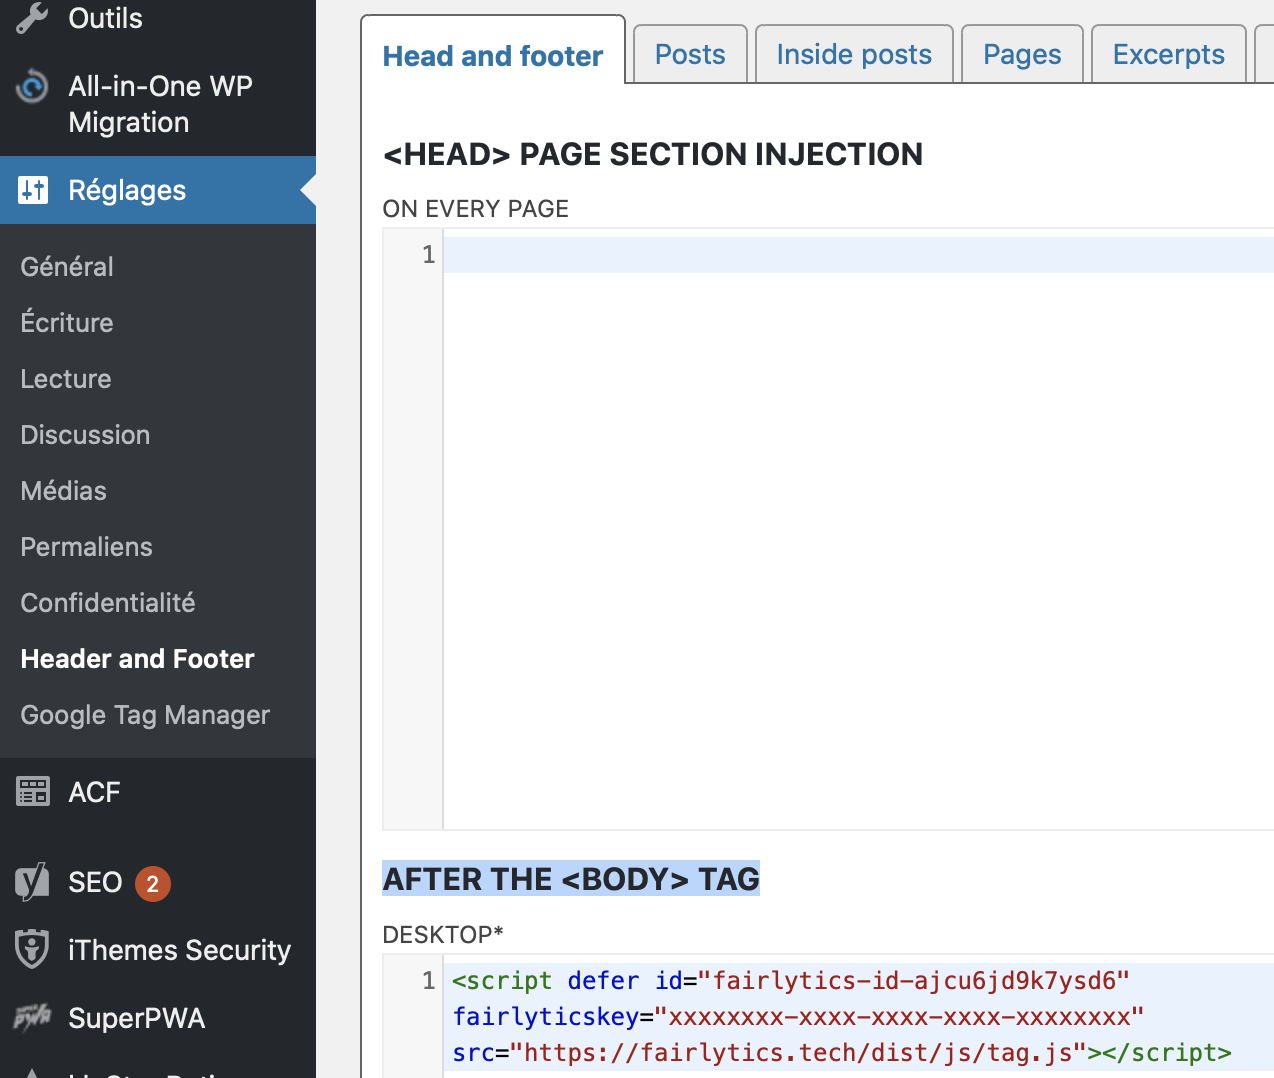 Outils
All-in-One WP
Migration
Réglages
Général
Écriture
Lecture
Discussion
Médias
Permaliens
Confidentialité
Header and Footer
Google Tag Manager
ACF
SEO 2
iThemes Security
SuperPWA
Head and footer
Posts
Inside posts
Pages
Excerpts
<HEAD> PAGE SECTION INJECTION
ON EVERY PAGE
1
AFTER THE <BODY> TAG
DESKTOP*
1 <script defer id="fairlytics-id-ajcu6jd9k7ysd6"
fairlyticskey="xxxxxxxx-xxxx-xxxx-xxxx-xxxxxxxx"
src="https://fairlytics.tech/dist/js/tag.js"></script>